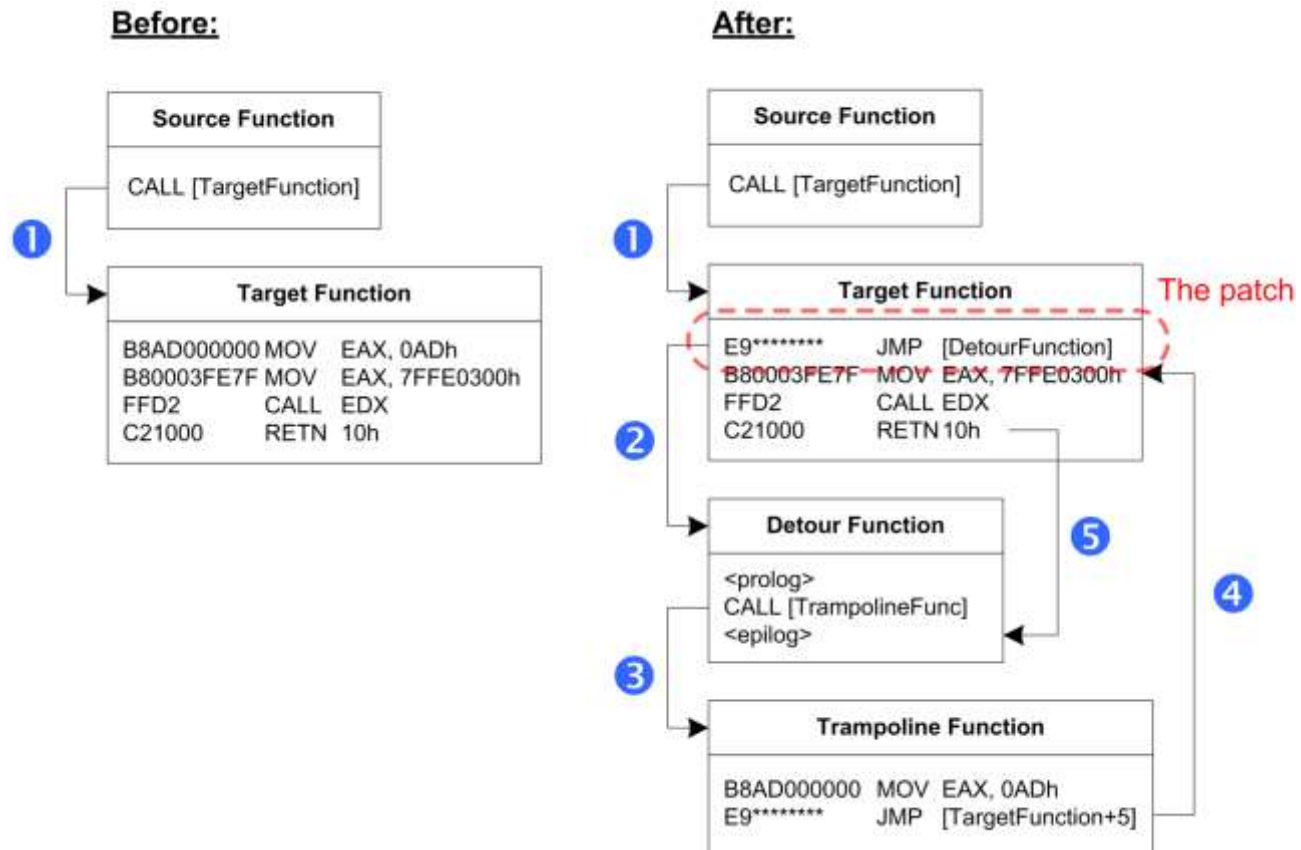 Before:
Source Function
CALL [TargetFunction]
1
Target Function
B8AD000000 MOV EAX, 0ADh
B80003FE7F MOV EAX, 7FFE0300h
FFD2 CALL EDX
C21000 RETN 10h
After:
Source Function
CALL [TargetFunction]
1
Target Function
The patch
E9******** JMP [DetourFunction]
B80003FE7F MOV EAX, 7FFE0300h
FFD2 CALL EDX
C21000 RETN 10h
2
Detour Function
<prolog>
CALL [TrampolineFunc]
<epilog>
5
4
3
Trampoline Function
B8AD000000 MOV EAX, 0ADh
E9******** JMP [TargetFunction+5]